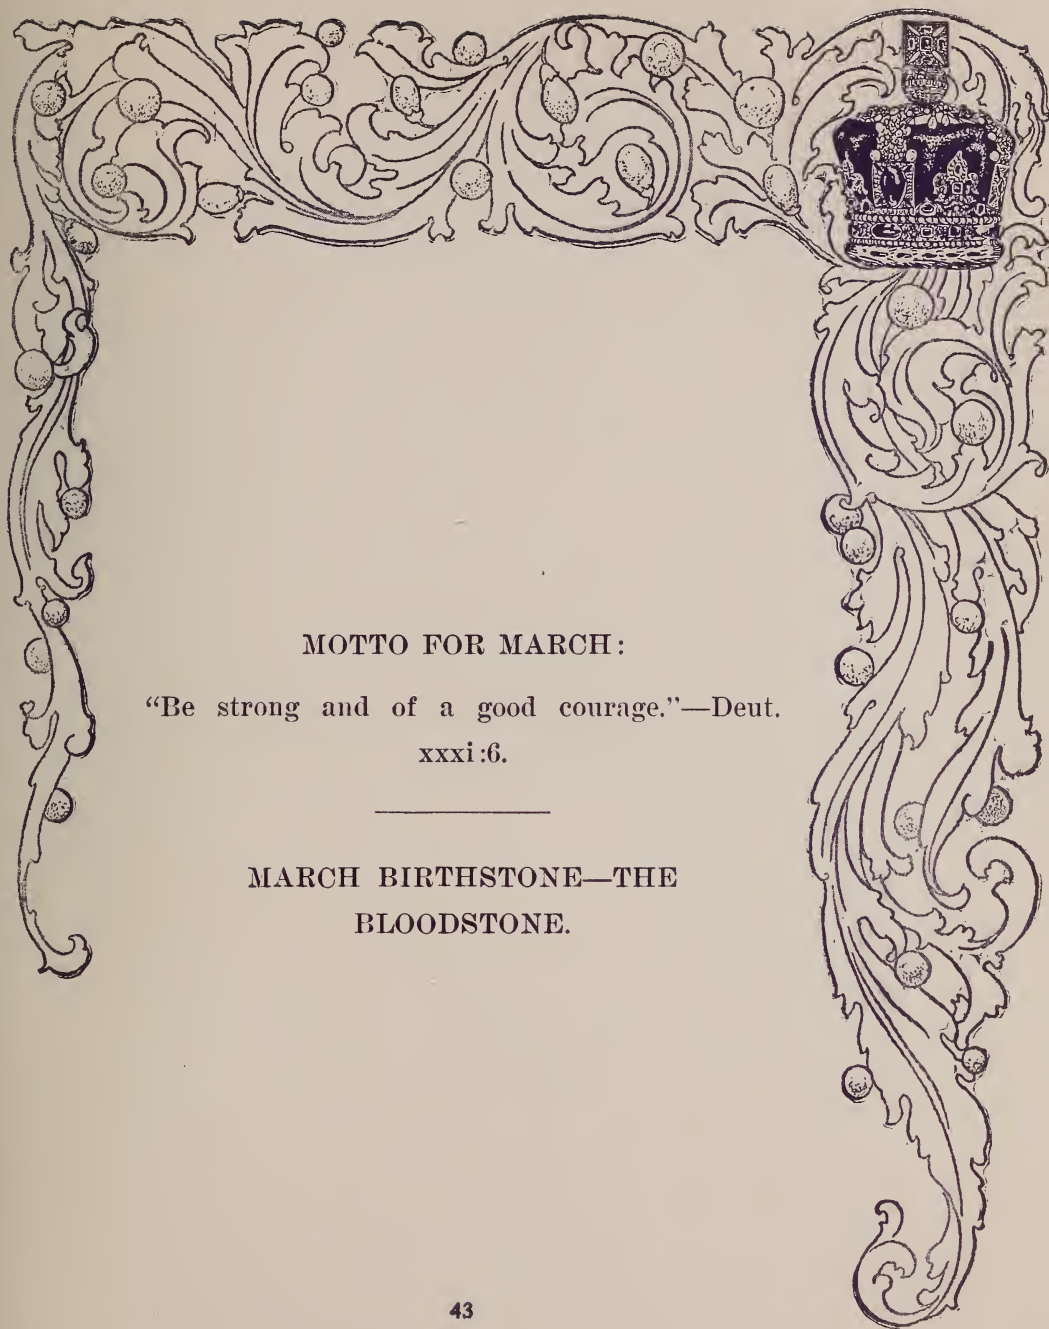 MOTTO FOR MARCH:
“Be strong and of a good courage.”—Deut.
xxxi:6.
MARCH BIRTHSTONE—THE
BLOODSTONE.
43